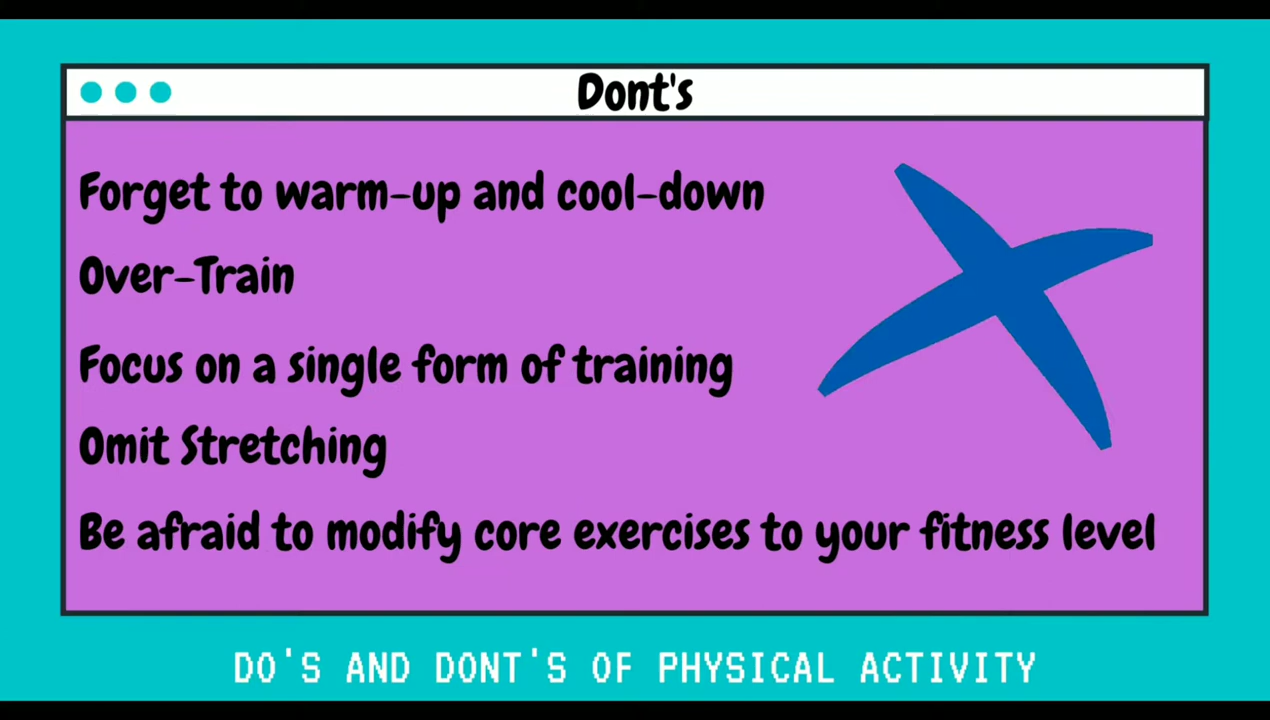 Dont's
Forget to warm-up and cool-down
Over-Train
Focus on a single form of training
Omit Stretching
Be afraid to modify core exercises to your fitness level
DO'S AND DONT'S OF PHYSICAL ACTIVITY